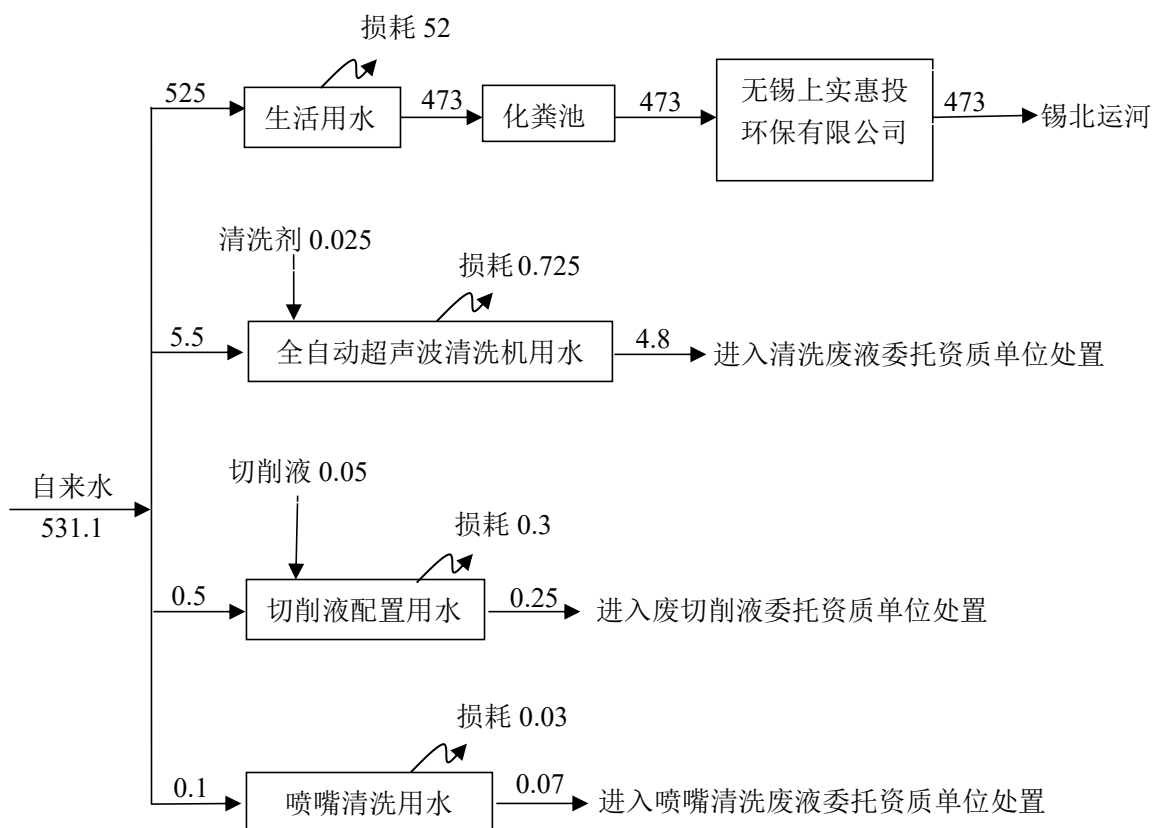 损耗 52
525
生活用水
473
化粪池
473
无锡上实惠投
环保有限公司
473
锡北运河
清洗剂 0.025
损耗 0.725
5.5
全自动超声波清洗机用水
4.8
进入清洗废液委托资质单位处置
自来水
531.1
切削液 0.05
损耗 0.3
0.5
切削液配置用水
0.25
进入废切削液委托资质单位处置
损耗 0.03
0.1
喷嘴清洗用水
0.07
进入喷嘴清洗废液委托资质单位处置